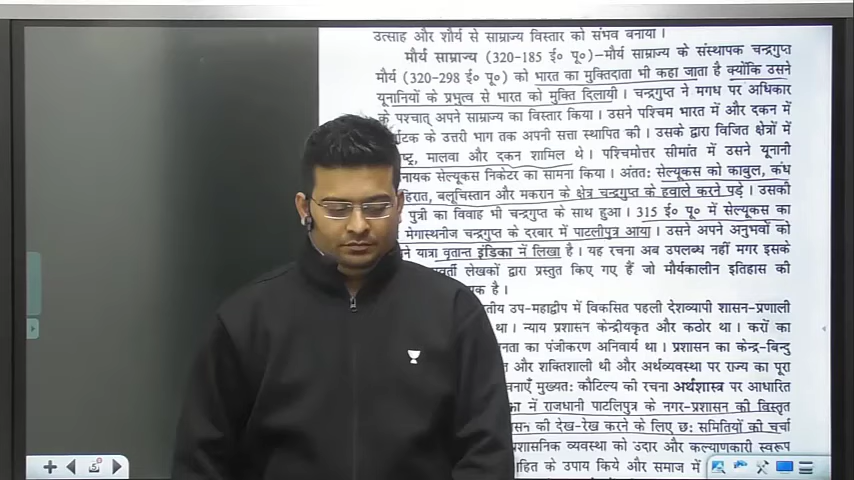 उत्साह और शौर्य से साम्राज्य विस्तार को संभव बनाया।
मौर्य साम्राज्य (320-185 ई० पू०)–मौर्य साम्राज्य के संस्थापक चन्द्रगुप्त
मौर्य (320-298 ई० पू०) को भारत का मुक्तिदाता भी कहा जाता है क्योंकि उसने
यूनानियों के प्रभुत्व से भारत को मुक्ति दिलायी। चन्द्रगुप्त ने मगध पर अधिकार
के पश्चात् अपने साम्राज्य का विस्तार किया। उसने पश्चिम भारत में और दकन में
के उत्तरी भाग तक अपनी सत्ता स्थापित की। उसके द्वारा विजित क्षेत्रों में
मालवा और दकन शामिल थे। पश्चिमोत्तर सीमांत में उसने यूनानी
सेल्यूकस निकेटर का सामना किया। अंतत: सेल्यूकस को काबुल, कंध
हिरात, बलूचिस्तान और मकरान के क्षेत्र चन्द्रगुप्त के हवाले करने पड़े। उसकी
पुत्री का विवाह भी चन्द्रगुप्त के साथ हुआ। 315 ई० पू० में सेल्यूकस का
मेगास्थनीज चन्द्रगुप्त के दरबार में पाटलीपुत्र आया। उसने अपने अनुभवों को
यात्रा वृतान्त इंडिका में लिखा है। यह रचना अब उपलब्ध नहीं मगर इसके
लेखकों द्वारा प्रस्तुत किए गए हैं जो मौर्यकालीन इतिहास की
है।
उप-महाद्वीप में विकसित पहली देशव्यापी शासन-प्रणाली
था। न्याय प्रशासन केन्द्रीयकृत और कठोर था। करों का
का पंजीकरण अनिवार्य था। प्रशासन का केन्द्र-बिन्दु
और शक्तिशाली थी और अर्थव्यवस्था पर राज्य का पूरा
मुख्यत: कौटिल्य की रचना अर्थशास्त्र पर आधारित
में राजधानी पाटलिपुत्र के नगर-प्रशासन की विस्तृत
की देख-रेख करने के लिए छ: समितियों की चर्चा
व्यवस्था को उदार और कल्याणकारी स्वरूप
के उपाय किये और समाज में